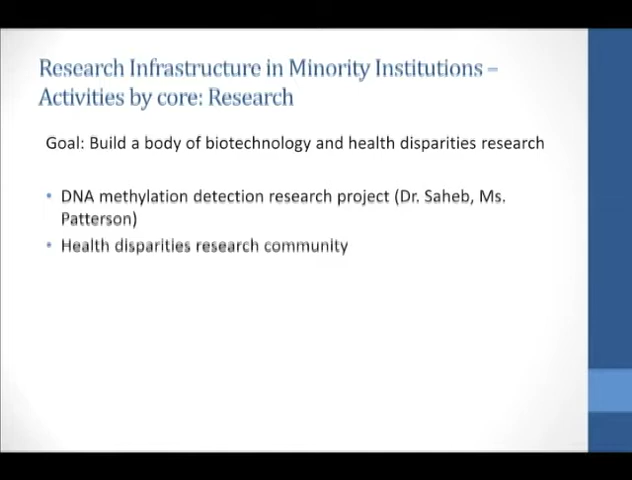 Research Infrastructure in Minority Institutions –
Activities by core: Research
Goal: Build a body of biotechnology and health disparities research
• DNA methylation detection research project (Dr. Saheb, Ms.
Patterson)
• Health disparities research community